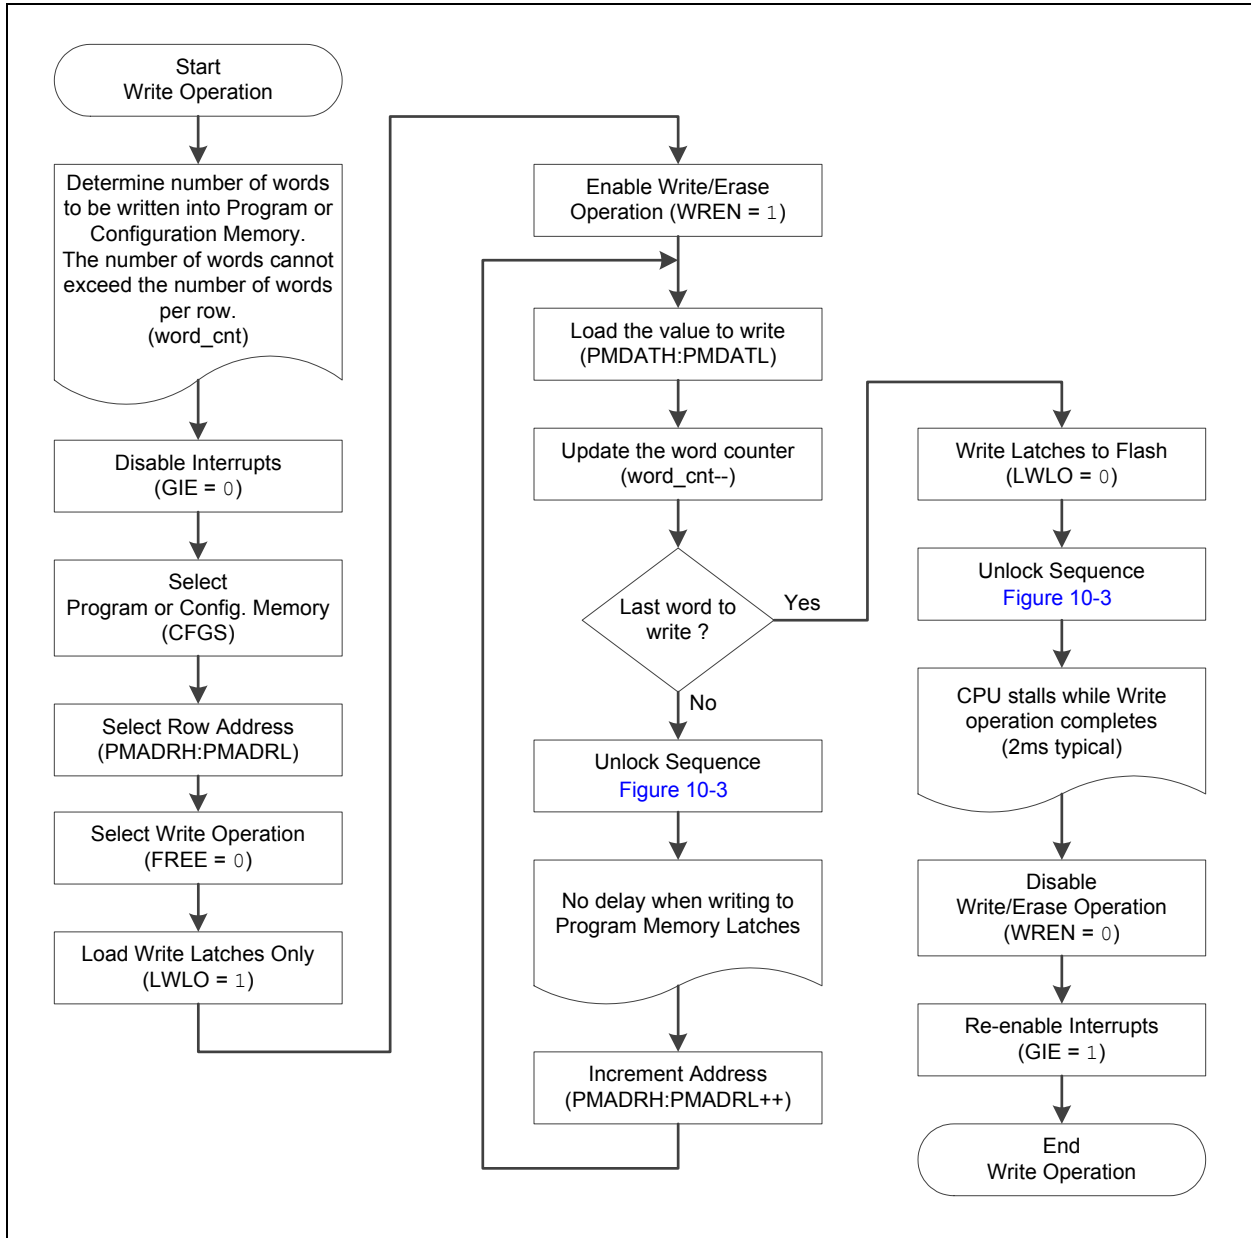 Start
Write Operation
Determine number of words
to be written into Program or
Configuration Memory.
The number of words cannot
exceed the number of words
per row.
(word_cnt)
Disable Interrupts
(GIE = 0)
Select
Program or Config. Memory
(CFGS)
Select Row Address
(PMADRH:PMADRL)
Select Write Operation
(FREE = 0)
Load Write Latches Only
(LWLO = 1)
Enable Write/Erase
Operation (WREN = 1)
Load the value to write
(PMDATH:PMDATL)
Update the word counter
(word_cnt--)
Last word to
write ?
Yes
No
Unlock Sequence
Figure 10-3
No delay when writing to
Program Memory Latches
Increment Address
(PMADRH:PMADRL++)
Write Latches to Flash
(LWLO = 0)
Unlock Sequence
Figure 10-3
CPU stalls while Write
operation completes
(2ms typical)
Disable
Write/Erase Operation
(WREN = 0)
Re-enable Interrupts
(GIE = 1)
End
Write Operation